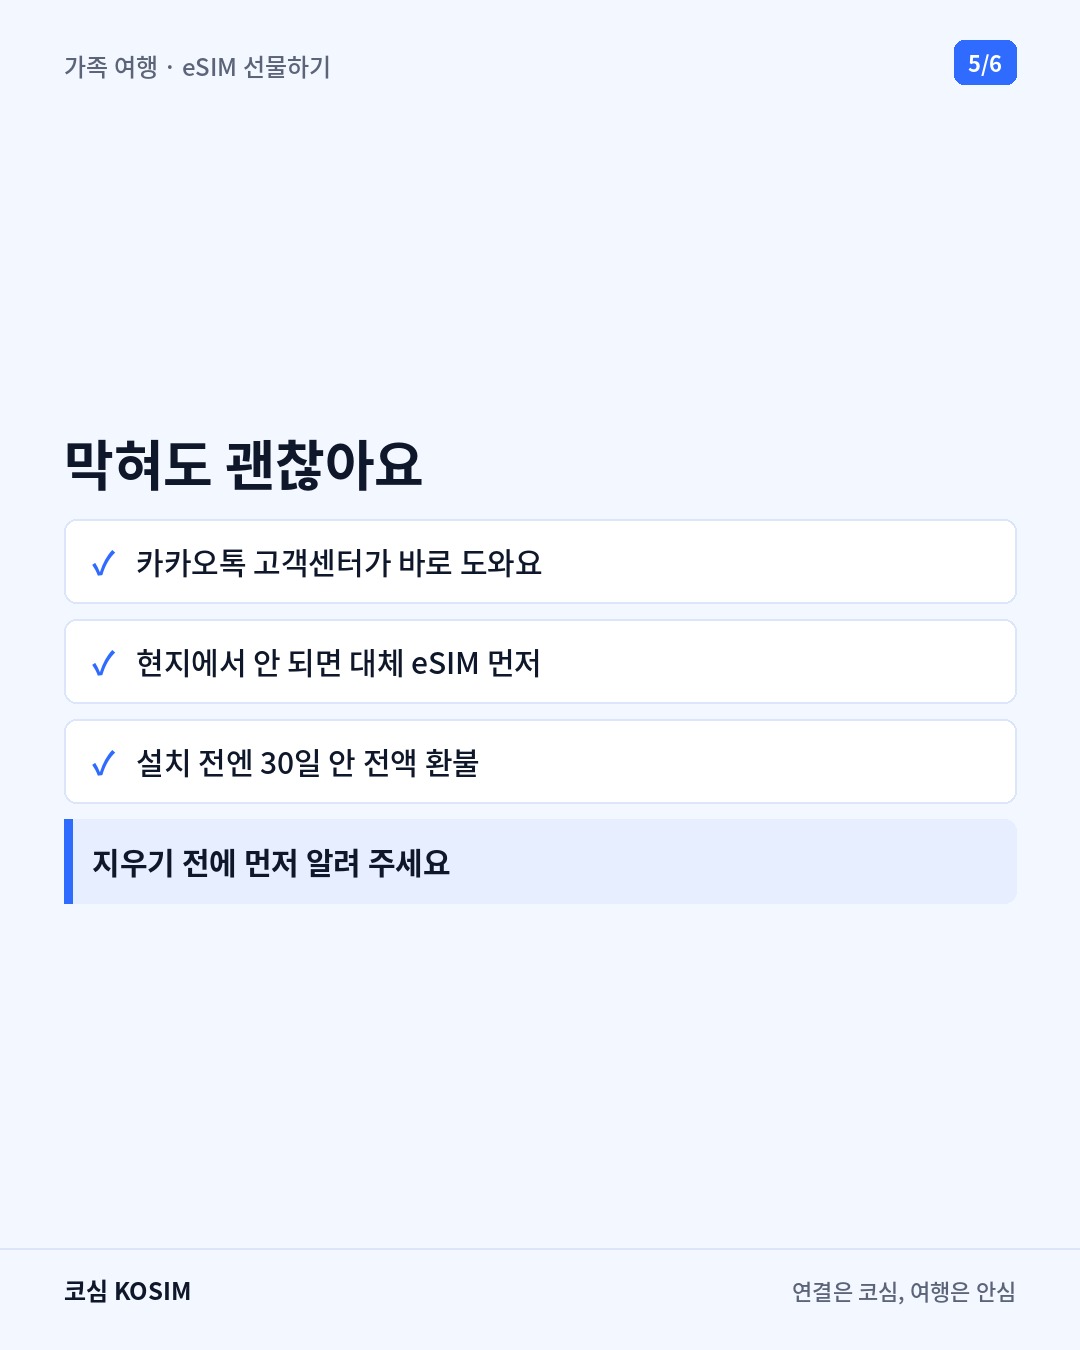 가족 여행 · eSIM 선물하기
5/6
막혀도 괜찮아요
✓ 카카오톡 고객센터가 바로 도와요
✓ 현지에서 안 되면 대체 eSIM 먼저
✓ 설치 전엔 30일 안 전액 환불
지우기 전에 먼저 알려 주세요
코심 KOSIM
연결은 코심, 여행은 안심